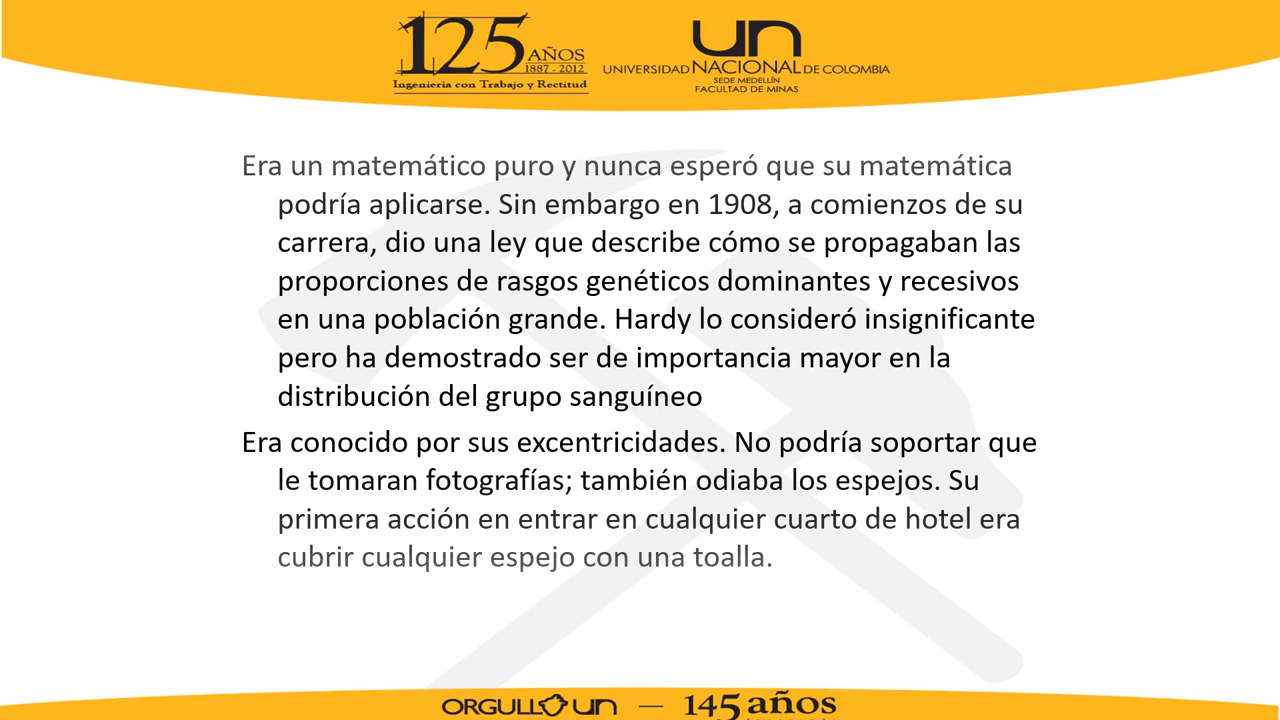 125 AÑOS
1887 - 2012
Ingeniería con Trabajo y Rectitud
un
UNIVERSIDAD NACIONAL DE COLOMBIA
SEDE MEDELLÍN
FACULTAD DE MINAS
Era un matemático puro y nunca esperó que su matemática
podría aplicarse. Sin embargo en 1908, a comienzos de su
carrera, dio una ley que describe cómo se propagaban las
proporciones de rasgos genéticos dominantes y recesivos
en una población grande. Hardy lo consideró insignificante
pero ha demostrado ser de importancia mayor en la
distribución del grupo sanguíneo
Era conocido por sus excentricidades. No podría soportar que
le tomaran fotografías; también odiaba los espejos. Su
primera acción en entrar en cualquier cuarto de hotel era
cubrir cualquier espejo con una toalla.
ORGULLO un — 145 años